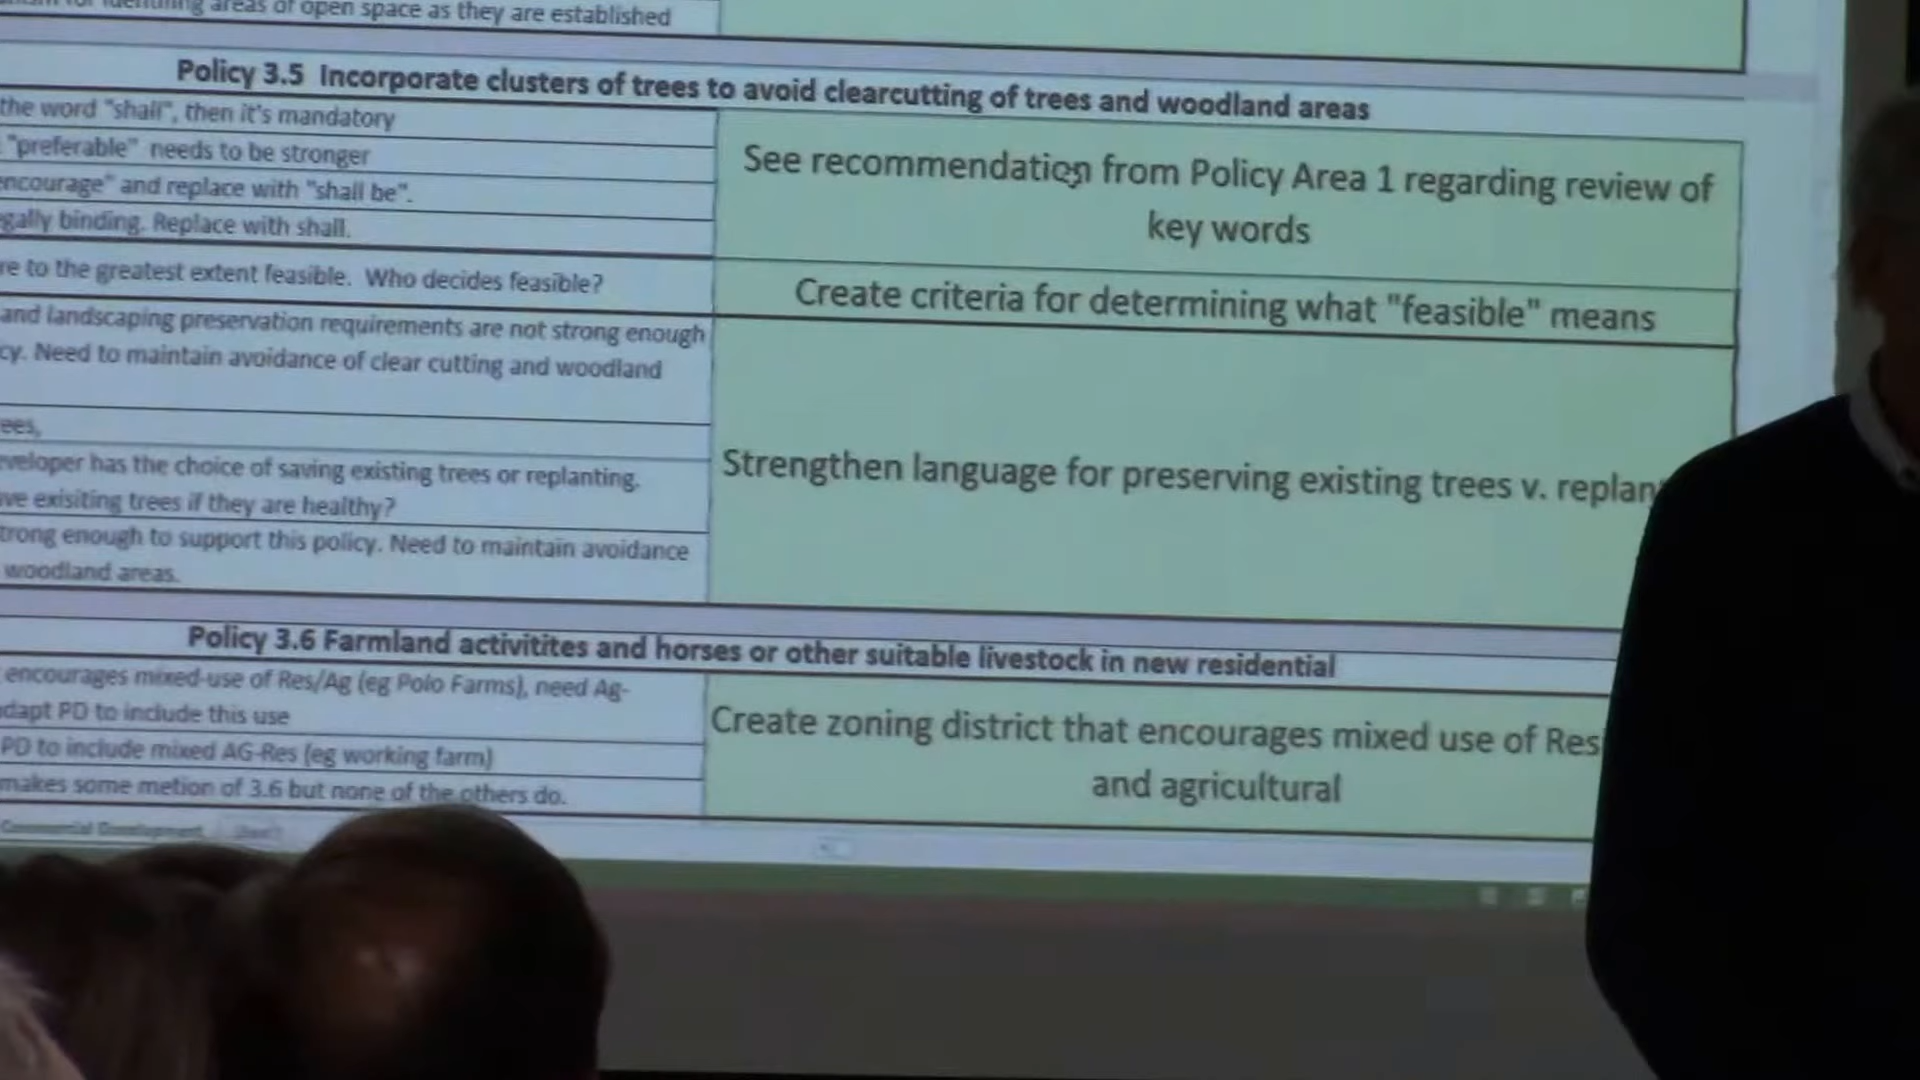 areas of open space as they are established
Policy 3.5 Incorporate clusters of trees to avoid clearcutting of trees and woodland areas
the word "shall", then it's mandatory
"preferable" needs to be stronger
encourage" and replace with "shall be".
gally binding. Replace with shall.
See recommendation from Policy Area 1 regarding review of
key words
re to the greatest extent feasible. Who decides feasible?
Create criteria for determining what "feasible" means
and landscaping preservation requirements are not strong enough
cy. Need to maintain avoidance of clear cutting and woodland
ees,
eveloper has the choice of saving existing trees or replanting.
ve exisiting trees if they are healthy?
trong enough to support this policy. Need to maintain avoidance
woodland areas.
Strengthen language for preserving existing trees v. replan
Policy 3.6 Farmland activitites and horses or other suitable livestock in new residential
encourages mixed-use of Res/Ag (eg Polo Farms), need Ag-
dapt PD to include this use
PD to include mixed AG-Res (eg working farm)
makes some metion of 3.6 but none of the others do.
Create zoning district that encourages mixed use of Res
and agricultural
Commercial Development